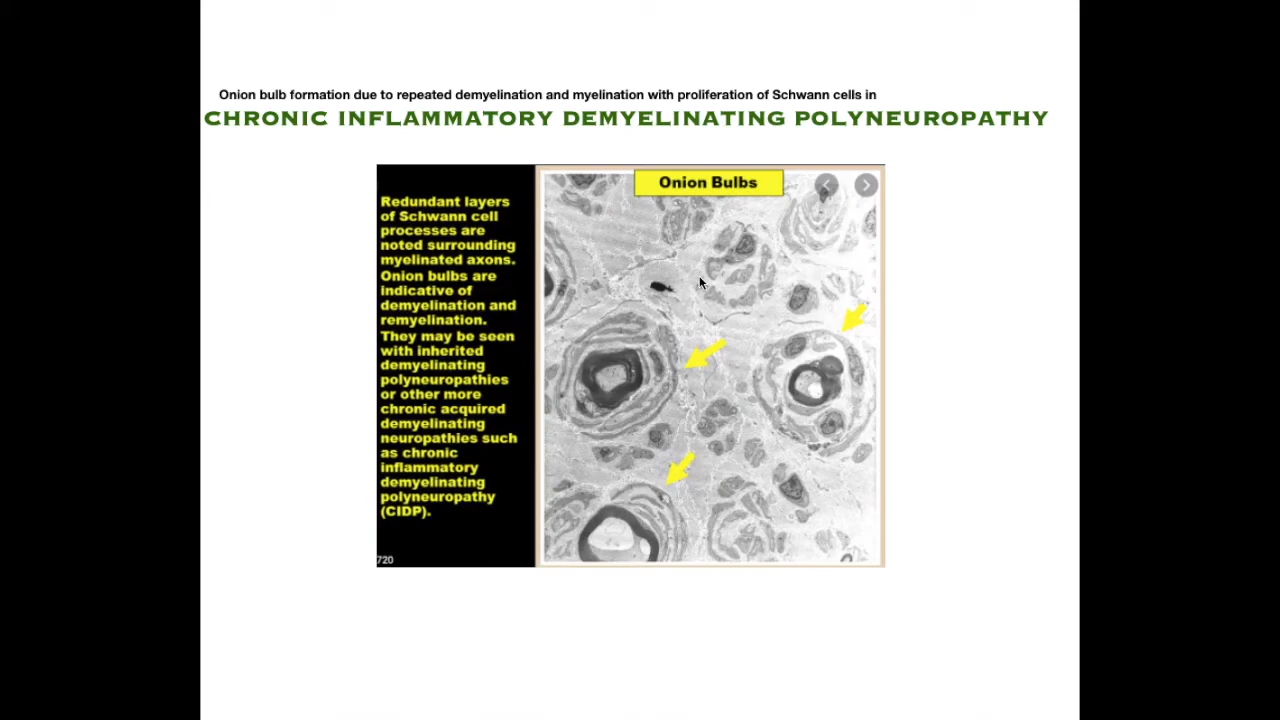 Onion bulb formation due to repeated demyelination and myelination with proliferation of Schwann cells in
CHRONIC INFLAMMATORY DEMYELINATING POLYNEUROPATHY
Onion Bulbs
Redundant layers
of Schwann cell
processes are
noted surrounding
myelinated axons.
Onion bulbs are
indicative of
demyelination and
remyelination.
They may be seen
with inherited
demyelinating
polyneuropathies
or other more
chronic acquired
demyelinating
neuropathies such
as chronic
inflammatory
demyelinating
polyneuropathy
(CIDP).
720